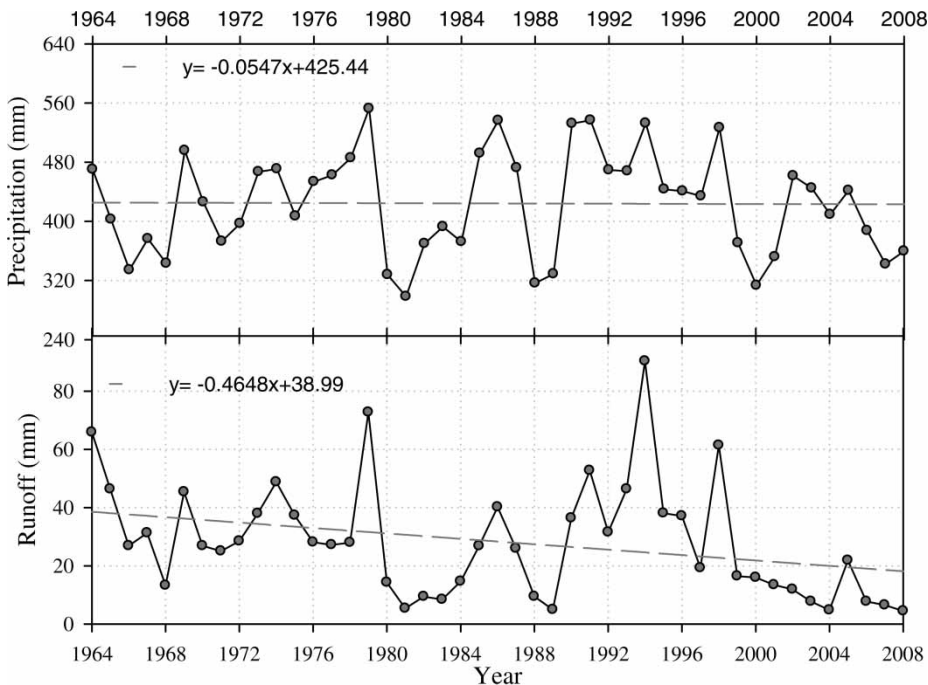 1964 1968 1972 1976 1980 1984 1988 1992 1996 2000 2004 2008
640
y= -0.0547x+425.44
560
480
400
320
Precipitation (mm)
240
y= -0.4648x+38.99
80
60
40
20
0
Runoff (mm)
1964 1968 1972 1976 1980 1984 1988 1992 1996 2000 2004 2008
Year